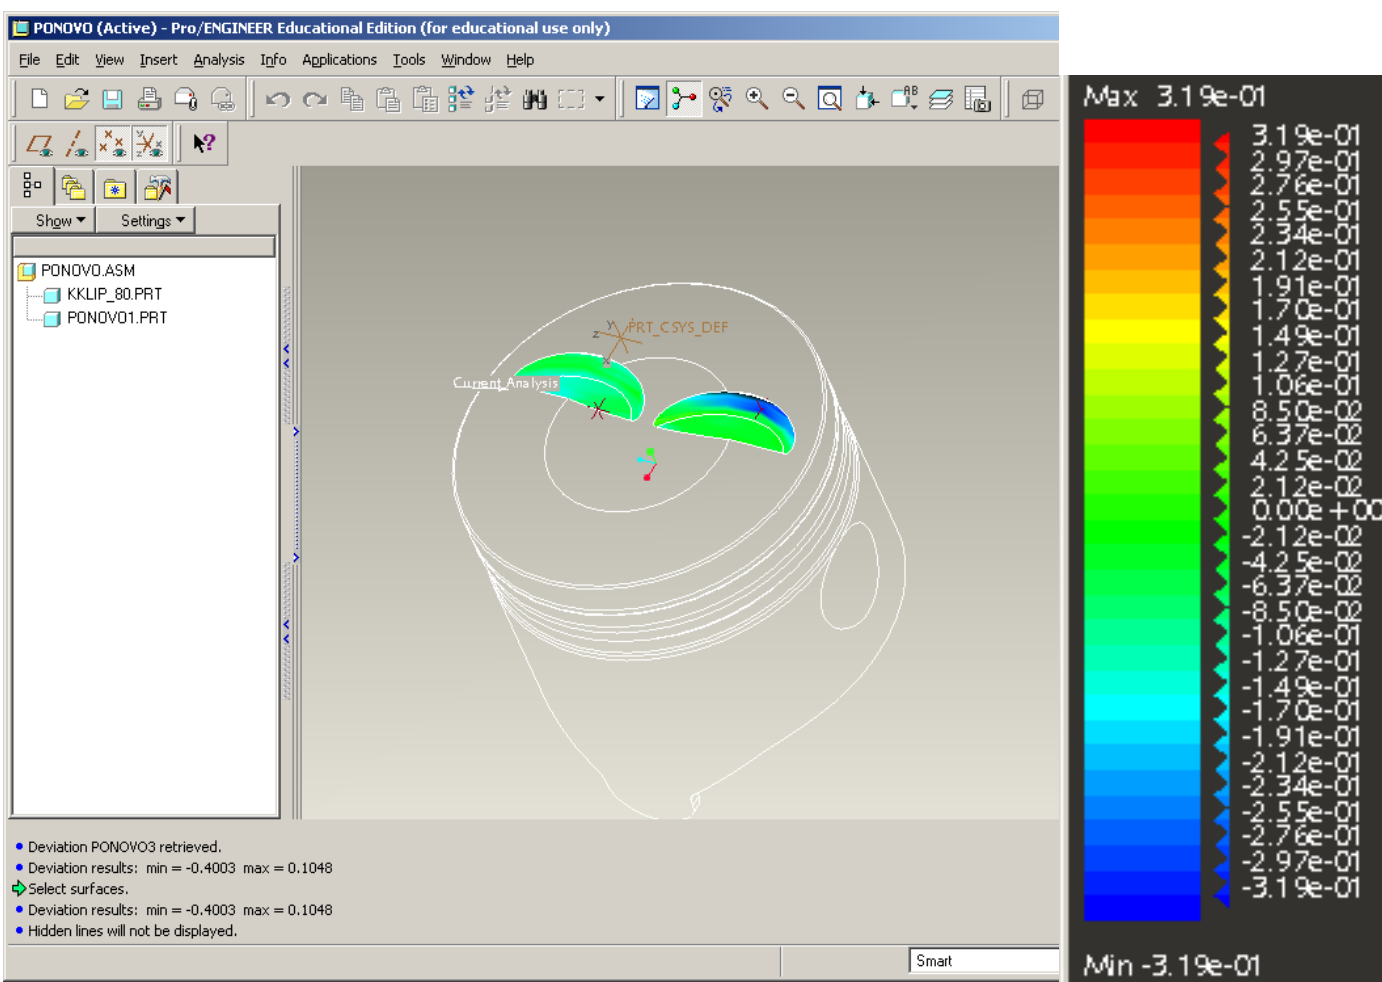 PONOVO (Active) - Pro/ENGINEER Educational Edition (for educational use only)
File Edit View Insert Analysis Info Applications Tools Window Help
Show Settings
PONOVO.ASM
KKLIP_80.PRT
PONOVO1.PRT
Y
PRT_CSYS_DEF
Z
X
Current_Analysis
Deviation PONOVO3 retrieved.
Deviation results: min = -0.4003 max = 0.1048
Select surfaces.
Deviation results: min = -0.4003 max = 0.1048
Hidden lines will not be displayed.
Smart
Max 3.19e-01
3.19e-01
2.97e-01
2.76e-01
2.55e-01
2.34e-01
2.12e-01
1.91e-01
1.70e-01
1.49e-01
1.27e-01
1.06e-01
8.50e-02
6.37e-02
4.25e-02
2.12e-02
0.00e+00
-2.12e-02
-4.25e-02
-6.37e-02
-8.50e-02
-1.06e-01
-1.27e-01
-1.49e-01
-1.70e-01
-1.91e-01
-2.12e-01
-2.34e-01
-2.55e-01
-2.76e-01
-2.97e-01
-3.19e-01
Min -3.19e-01